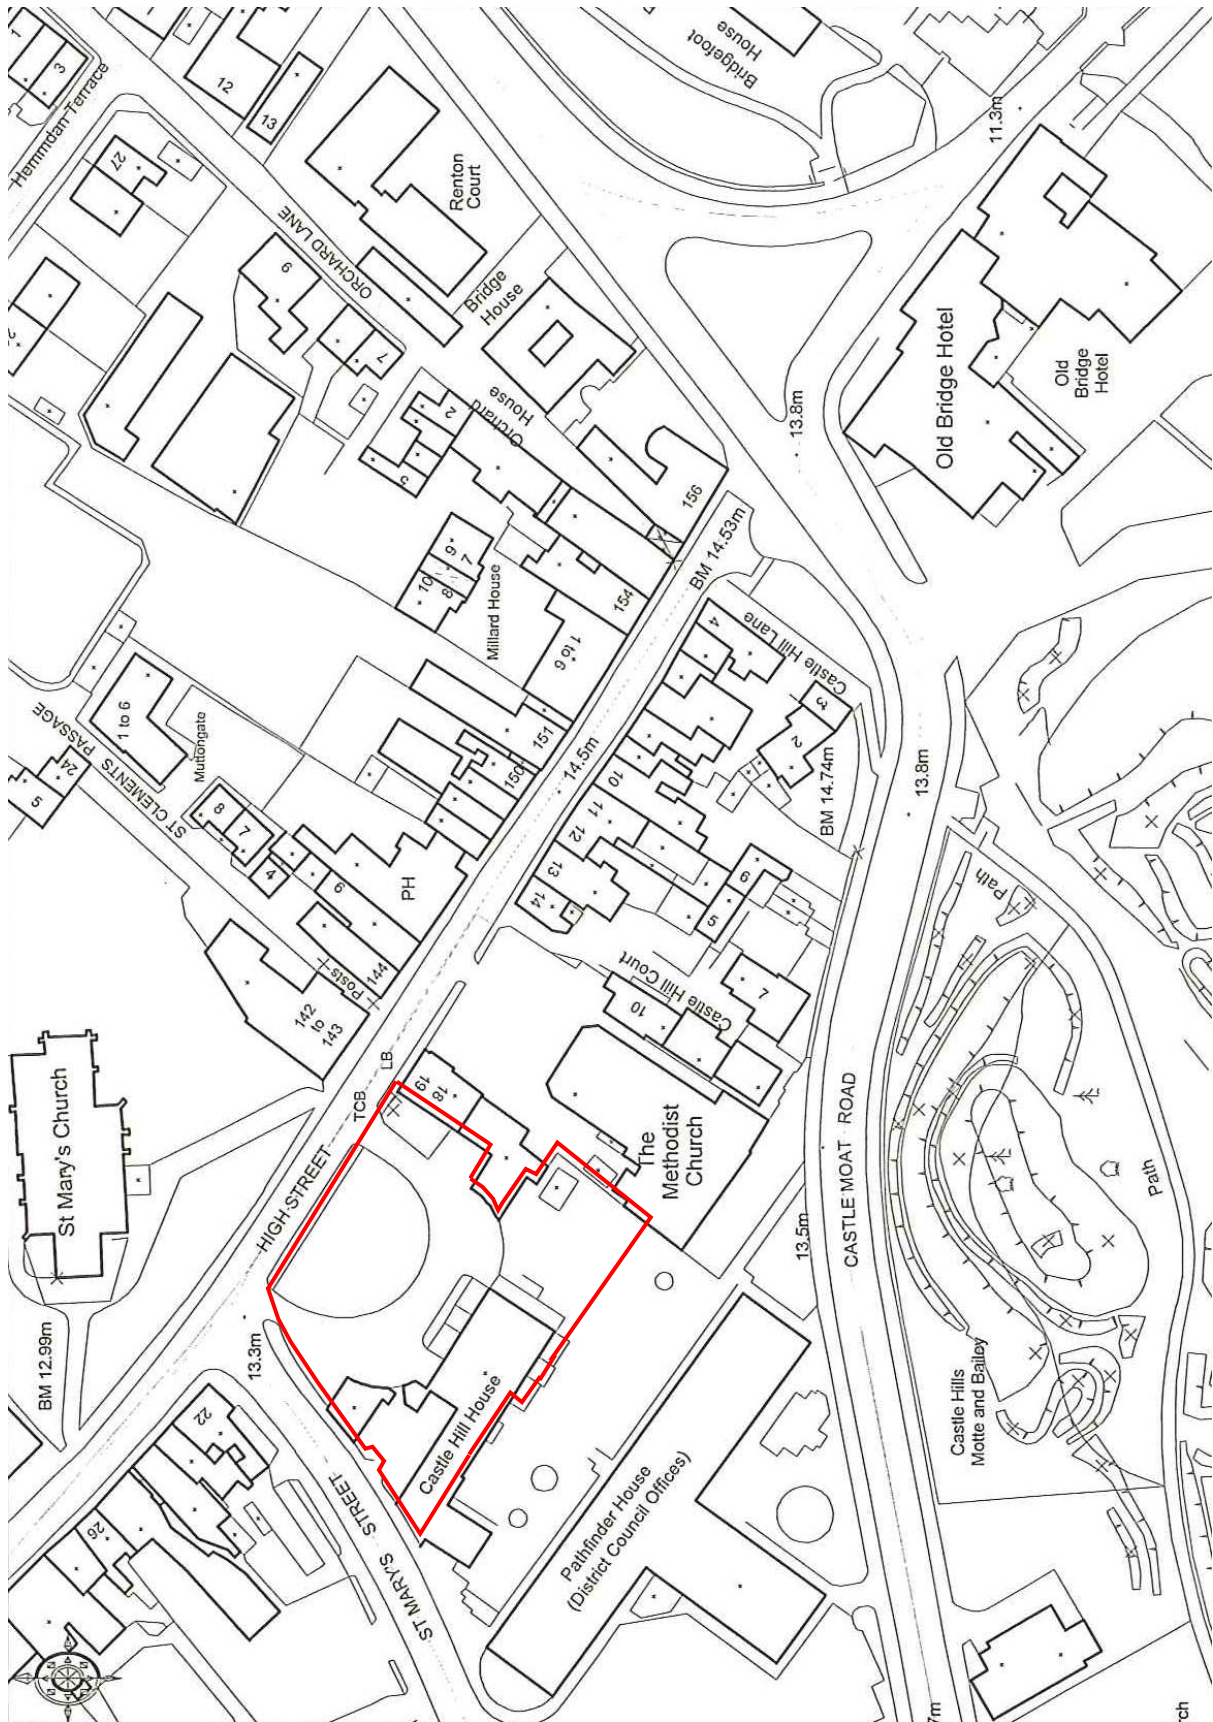 1
3
Hemimdan Terrace
12
13
27
Bridgefoot
House
11.3m
Renton
Court
ORCHARD LANE
9
7
Bridge
House
2
2
5
Orchard
House
13.8m
Old Bridge Hotel
Old
Bridge
Hotel
156
BM 14.53m
9
7
10
8
Millard House
154
1 to 6
4
Castle Hill Lane
3
2
BM 14.74m
13.8m
ST CLEMENTS
PASSAGE
1 to 6
Muttongate
24
5
8
7
4
6
151
150
14.5m
10
11
12
13
14
PH
9
5
Path
Posts
144
142
to
143
Castle Hill Court
10
7
St Mary's Church
LB
TCB
19
18
HIGH STREET
The
Methodist
Church
CASTLE MOAT ROAD
13.5m
Path
BM 12.99m
13.3m
22
26
ST MARY'S STREET
Castle Hill House
Castle Hills
Motte and Bailey
Pathfinder House
(District Council Offices)
7m
rch